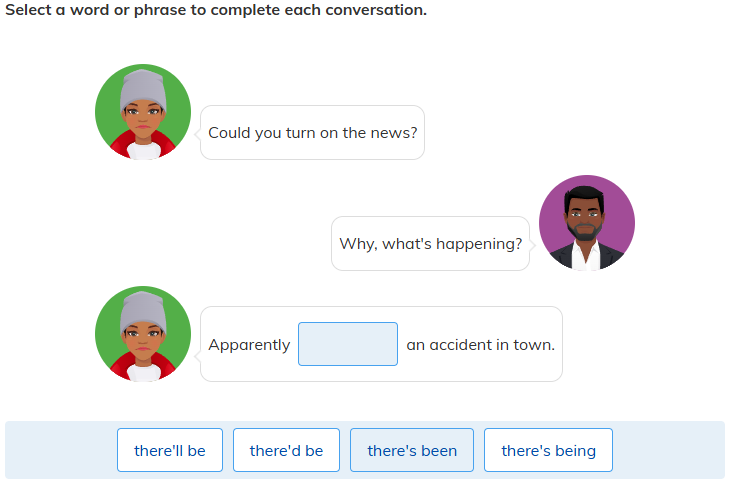 Select a word or phrase to complete each conversation.
Could you turn on the news?
Why, what's happening?
Apparently an accident in town.
there'll be there'd be there's been there's being